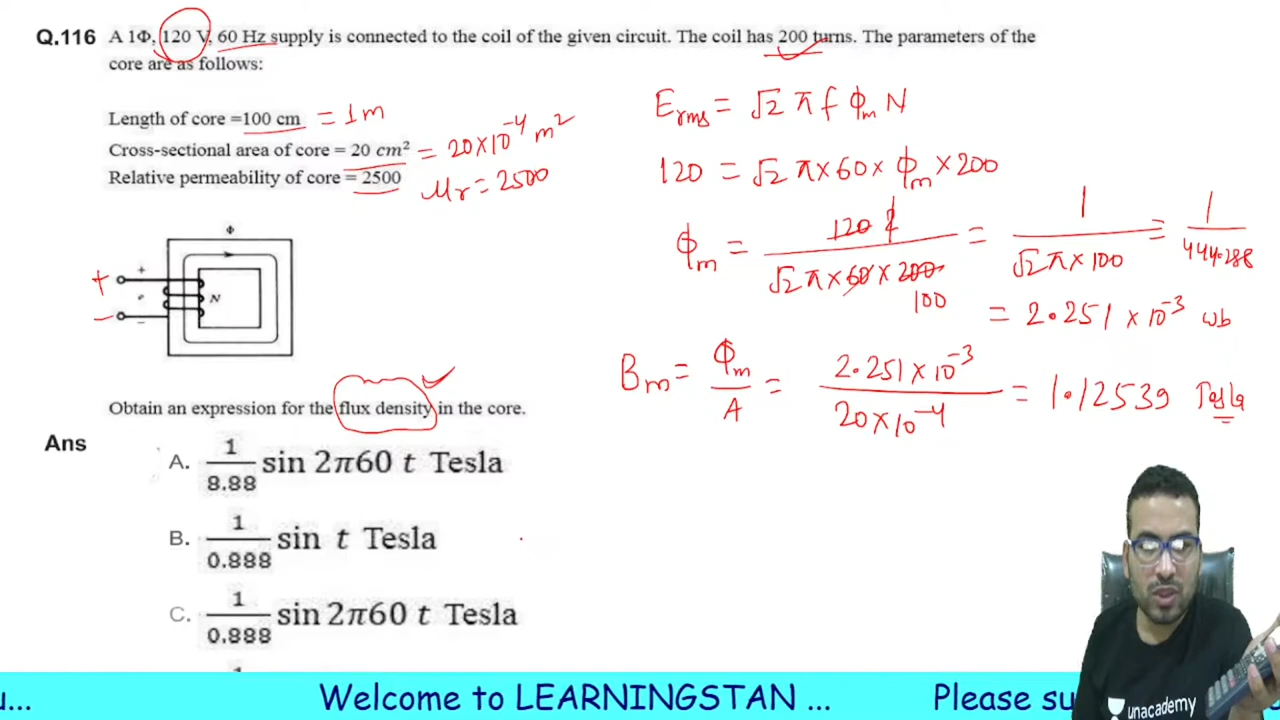 Q.116 A 1Φ, 120 V, 60 Hz supply is connected to the coil of the given circuit. The coil has 200 turns. The parameters of the
core are as follows:
Length of core =100 cm = 1m
Cross-sectional area of core = 20 cm² = 20×10⁻⁴ m²
Relative permeability of core = 2500 μr = 2500
Φ
+ +
e N
− −
Obtain an expression for the flux density in the core.
Ans
A. 1/8.88 sin 2π60 t Tesla
B. 1/0.888 sin t Tesla
C. 1/0.888 sin 2π60 t Tesla
1
Erms = √2 π f ϕm N
120 = √2 π×60× ϕm ×200
ϕm = 120 1/√2 π×60×200 = 1/√2π×100 = 1/444.288
100
= 2.251 ×10⁻³ wb
Bm = ϕm/A = 2.251×10⁻³/20×10⁻⁴ = 1.12539 Tesla
unacademy
u... Welcome to LEARNINGSTAN ... Please su